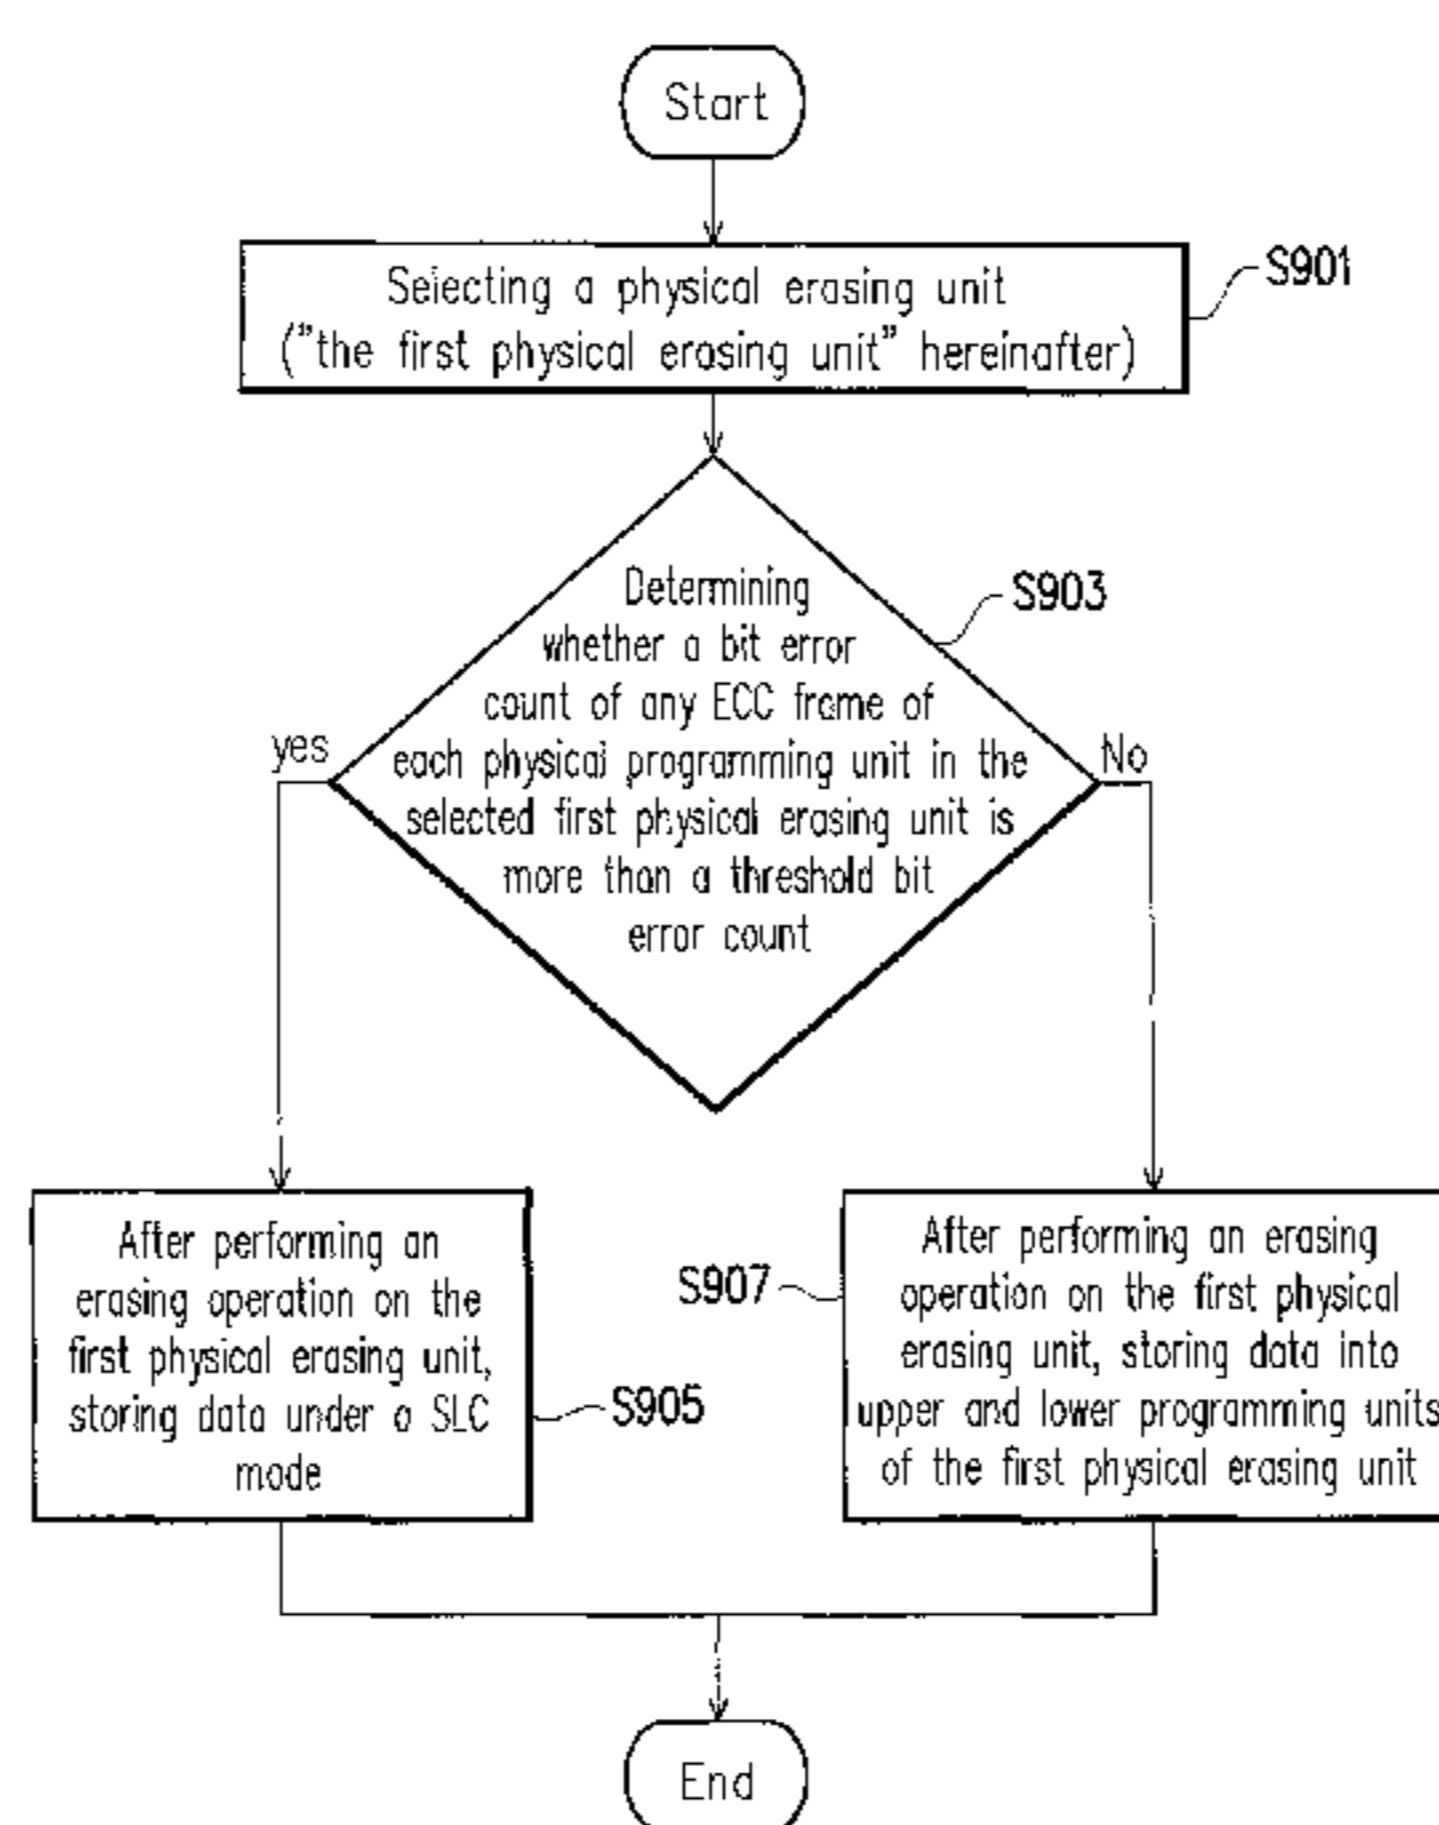 Start
Selecting a physical erasing unit
("the first physical erasing unit" hereinafter)
S901
Determining
whether a bit error
count of any ECC frame of
each physical programming unit in the
selected first physical erasing unit is
more than a threshold bit
error count
S903
yes
No
After performing an
erasing operation on the
first physical erasing unit,
storing data under a SLC
mode
S905
After performing an erasing
operation on the first physical
erasing unit, storing data into
upper and lower programming units
of the first physical erasing unit
S907
End